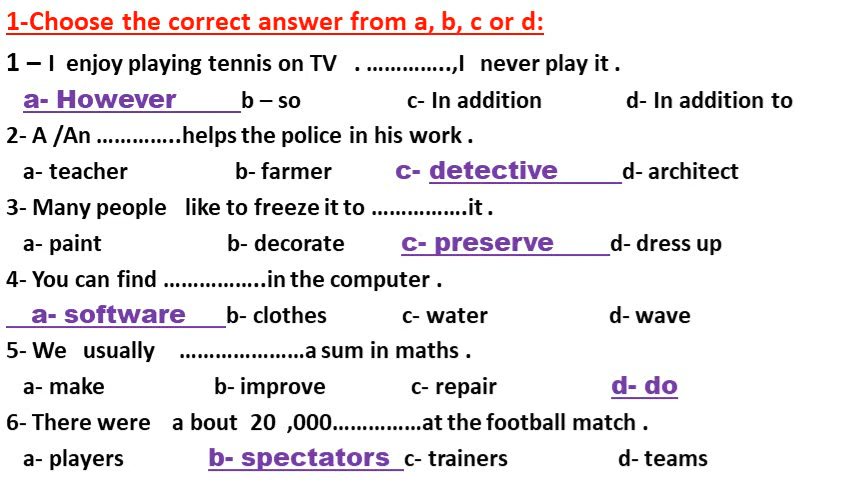 1-Choose the correct answer from a, b, c or d:
1 – I enjoy playing tennis on TV . …………..,I never play it .
a- However b – so c- In addition d- In addition to
2- A /An …………..helps the police in his work .
a- teacher b- farmer c- detective d- architect
3- Many people like to freeze it to …………….it .
a- paint b- decorate c- preserve d- dress up
4- You can find ……………..in the computer .
a- software b- clothes c- water d- wave
5- We usually …………………a sum in maths .
a- make b- improve c- repair d- do
6- There were a bout 20 ,000……………at the football match .
a- players b- spectators c- trainers d- teams